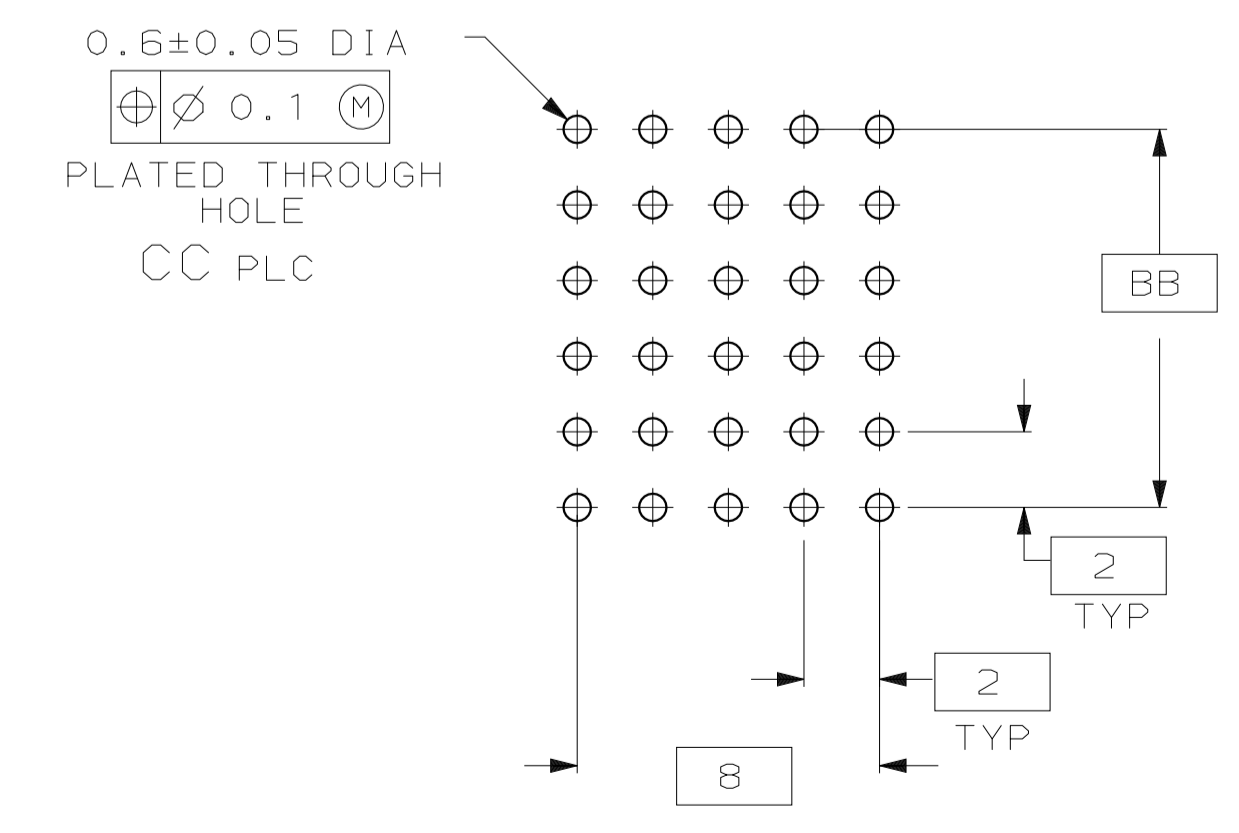 0.6±0.05 DIA
⌖ ⌀ 0.1 Ⓜ
PLATED THROUGH
HOLE
CC PLC
BB
2
TYP
2
TYP
8